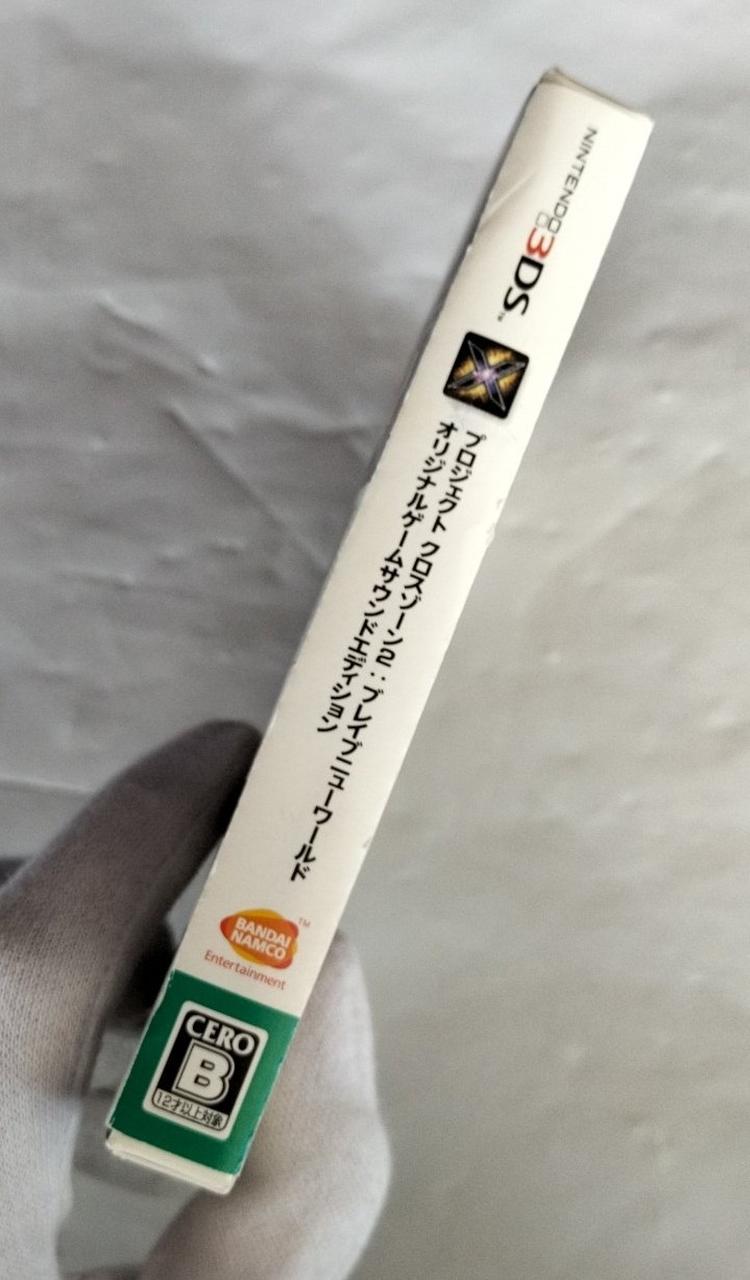 NINTENDO
3DS™
プロジェクト クロスゾーン2：ブレイブニューワールド
オリジナルゲームサウンドエディション
BANDAI
NAMCO
TM
Entertainment
CERO
B
12才以上対象